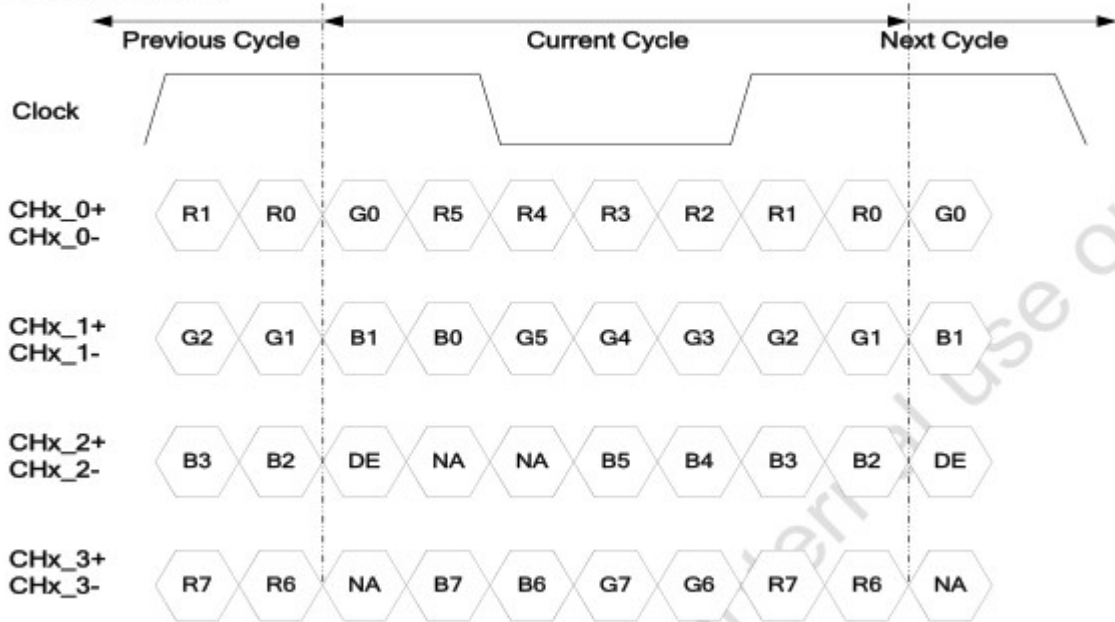 Previous Cycle Current Cycle Next Cycle
Clock
CHx_0+
CHx_0-
R1 R0 G0 R5 R4 R3 R2 R1 R0 G0
CHx_1+
CHx_1-
G2 G1 B1 B0 G5 G4 G3 G2 G1 B1
CHx_2+
CHx_2-
B3 B2 DE NA NA B5 B4 B3 B2 DE
CHx_3+
CHx_3-
R7 R6 NA B7 B6 G7 G6 R7 R6 NA
use